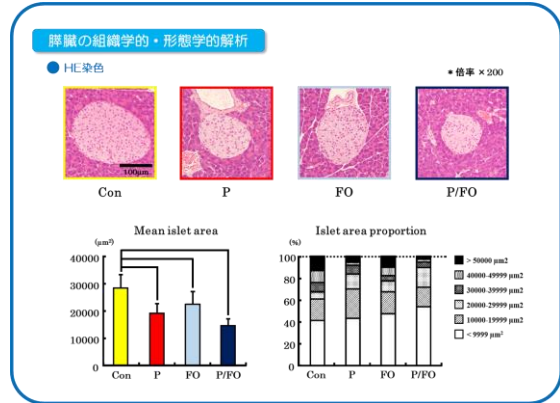 膵臓の組織学的・形態学的解析
● HE染色
* 倍率 × 200
100μm
Con
P
FO
P/FO
Mean islet area
(μm²)
40000
30000
20000
10000
0
Con
P
FO
P/FO
Islet area proportion
(%)
100
80
60
40
20
0
Con
P
FO
P/FO
> 50000 μm2
40000-49999 μm2
30000-39999 μm2
20000-29999 μm2
10000-19999 μm2
< 9999 μm²